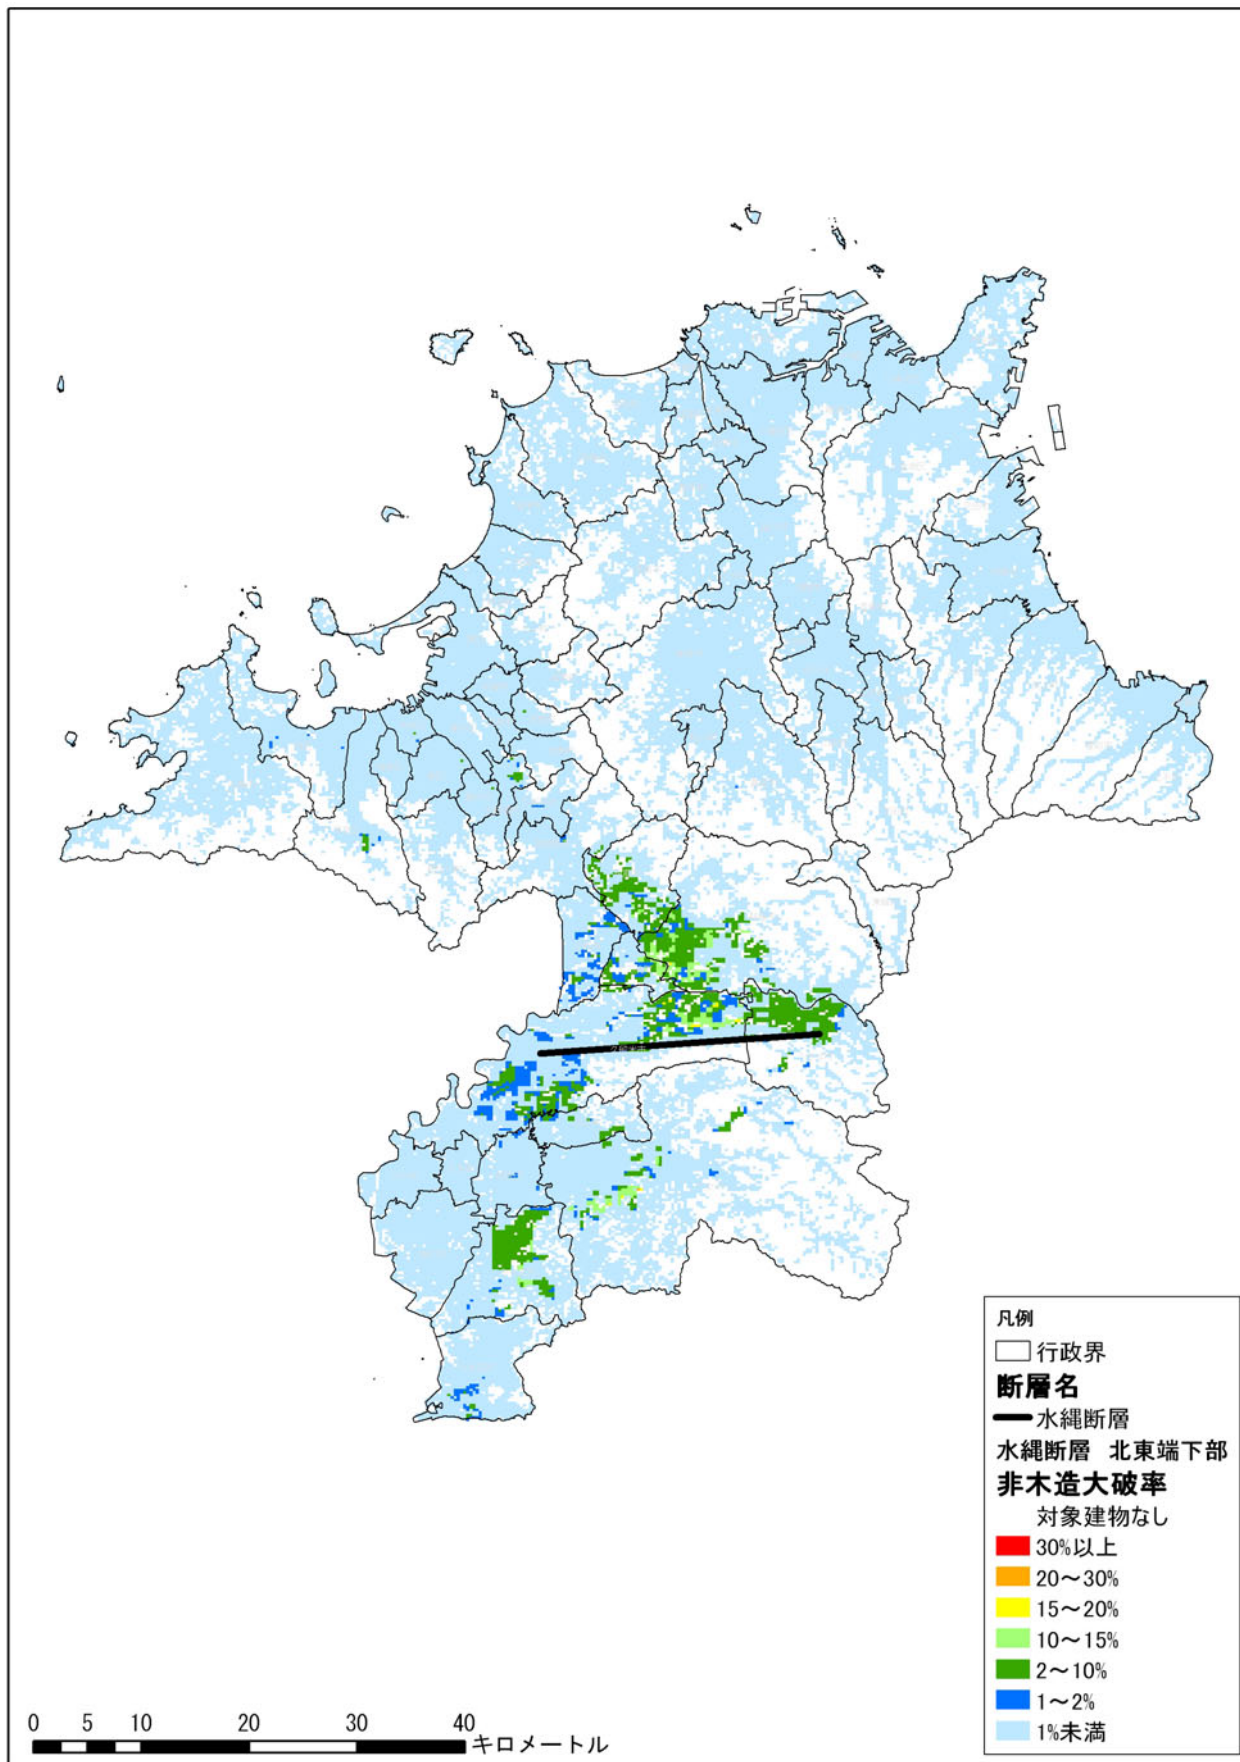 凡例
行政界
断層名
水縄断層
水縄断層 北東端下部
非木造大破率
対象建物なし
30%以上
20～30%
15～20%
10～15%
2～10%
1～2%
1%未満
0 5 10 20 30 40
キロメートル